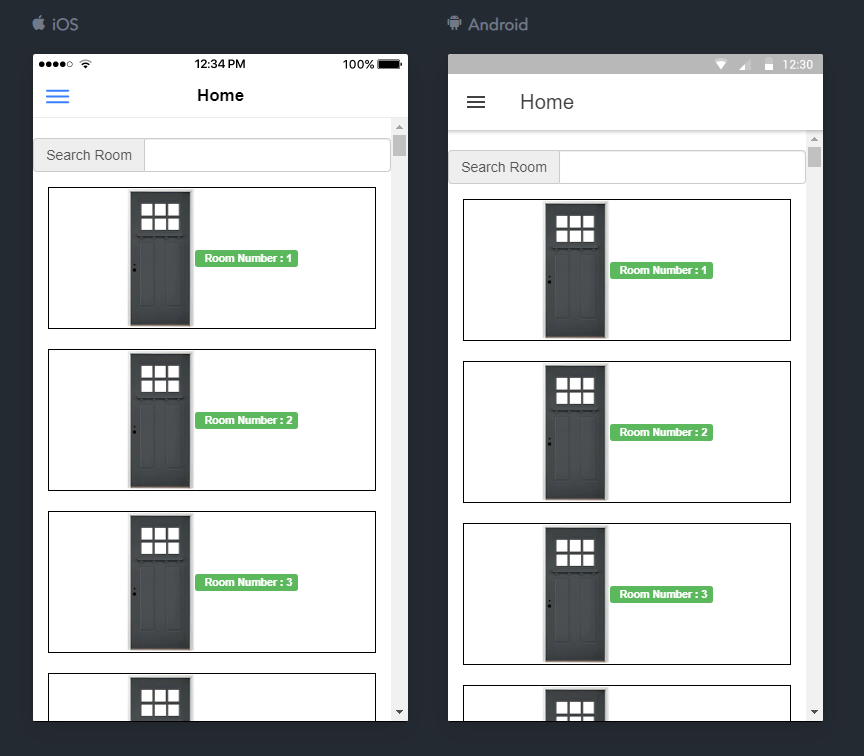 iOS
Android
12:34 PM
100%
Home
Search Room
Room Number : 1
Room Number : 2
Room Number : 3
12:30
Home
Search Room
Room Number : 1
Room Number : 2
Room Number : 3